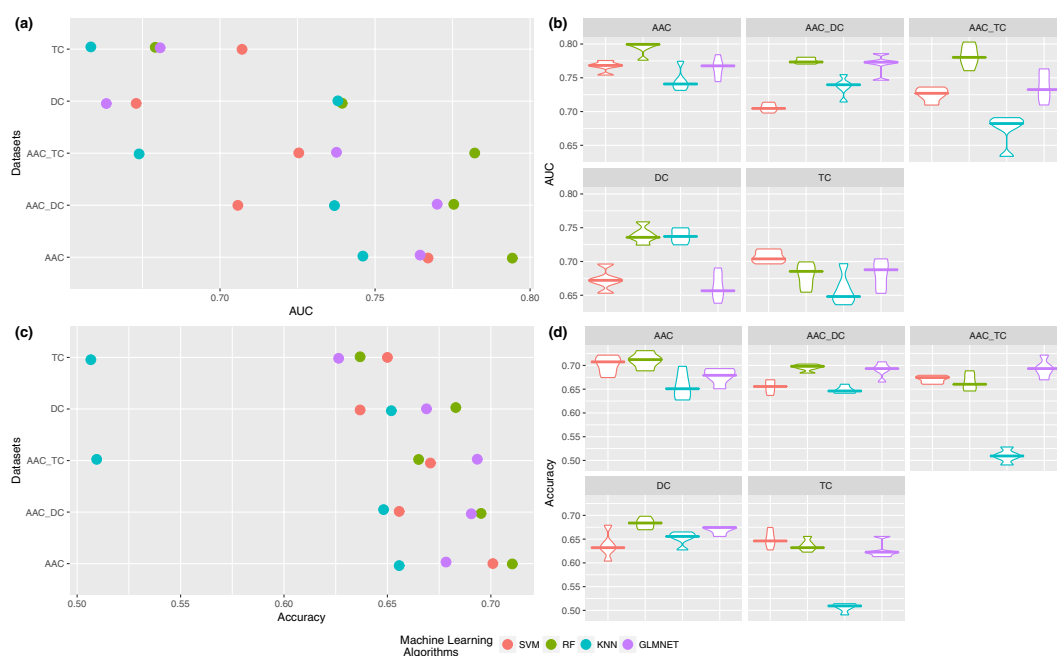 (a)
TC
DC
AAC_TC
AAC_DC
AAC
Datasets
0.70
0.75
0.80
AUC
(b)
AAC
AAC_DC
AAC_TC
0.80
0.75
0.70
0.65
DC
TC
0.80
0.75
0.70
0.65
AUC
(c)
TC
DC
AAC_TC
AAC_DC
AAC
Datasets
0.50
0.55
0.60
0.65
0.70
Accuracy
(d)
AAC
AAC_DC
AAC_TC
0.70
0.65
0.60
0.55
0.50
DC
TC
0.70
0.65
0.60
0.55
0.50
Accuracy
Machine Learning
Algorithms
SVM RF KNN GLMNET